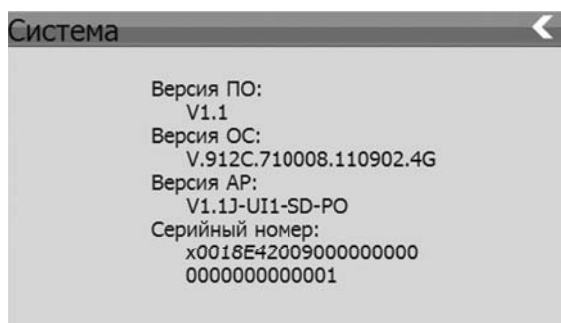 Система
Версия ПО:
V1.1
Версия ОС:
V.912C.710008.110902.4G
Версия AP:
V1.1J-UI1-SD-PO
Серийный номер:
x0018E42009000000000
0000000000001